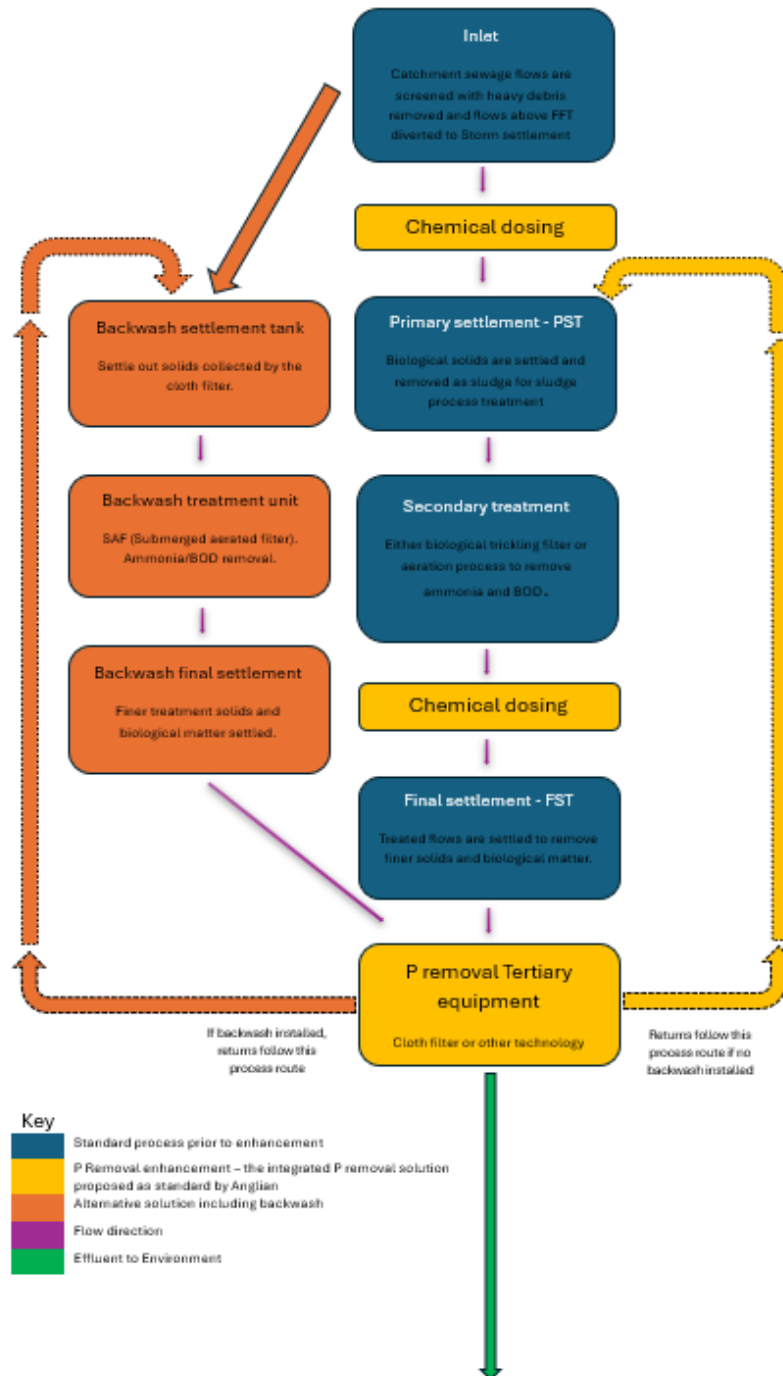 Inlet
Catchment sewage flows are
screened with heavy debris
removed and flows above FFT
diverted to Storm settlement
Chemical dosing
Backwash settlement tank
Settle out solids collected by the
cloth filter.
Primary settlement - PST
Biological solids are settled and
removed as sludge for sludge
process treatment
Backwash treatment unit
SAF (Submerged aerated filter).
Ammonia/BOD removal.
Secondary treatment
Either biological trickling filter or
aeration process to remove
ammonia and BOD.
Backwash final settlement
Finer treatment solids and
biological matter settled.
Chemical dosing
Final settlement - FST
Treated flows are settled to remove
finer solids and biological matter.
P removal Tertiary
equipment
Cloth filter or other technology
If backwash installed,
returns follow this
process route
Returns follow this
process route if no
backwash installed
Key
Standard process prior to enhancement
P Removal enhancement – the integrated P removal solution
proposed as standard by Anglian
Alternative solution including backwash
Flow direction
Effluent to Environment